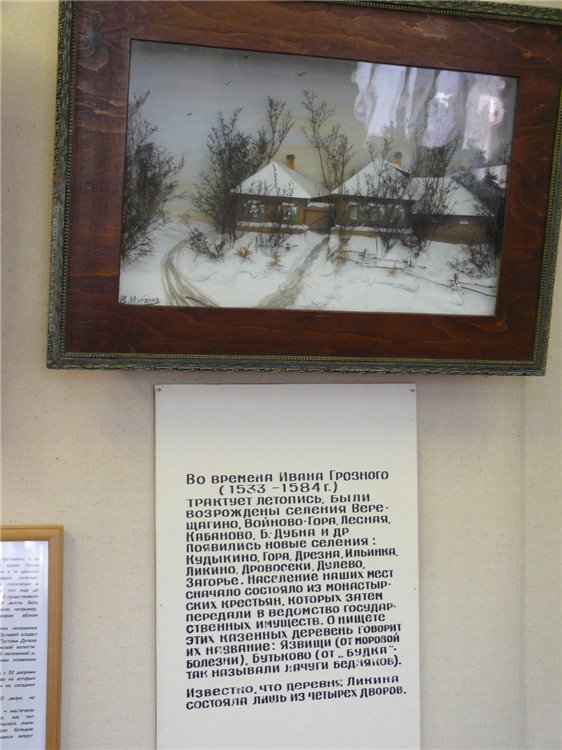 Во времена Ивана Грозного
(1533 – 1584 г.)
трактует летопись, были
возрождены селения Вере-
щагино, Войново-Гора, Лесная,
Кабаново, Б. Дубна и др
Появились новые селения:
Кудыкино, Гора, Дрезна, Ильинка,
Ликино, Дровосеки, Дулево,
Загорье. Население наших мест
сначало состояло из монастыр-
ских крестьян, которых затем
передали в ведомство государ-
ственных имуществ. О нищете
этих казенных деревень говорит
их название: Язвищи (от моровой
болезни), Бутьково (от „Будка"-
так называли лачуги бедняков).
Известно, что деревня Ликина
состояла лишь из четырех дворов.